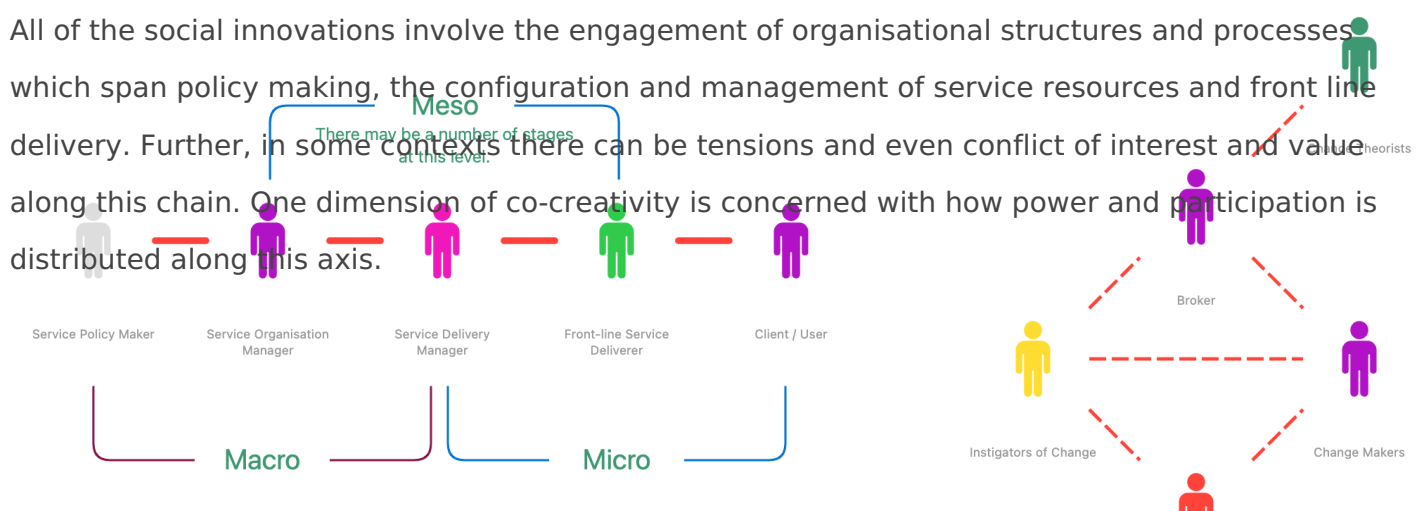 All of the social innovations involve the engagement of organisational structures and processes
which span policy making, the configuration and management of service resources and front line
delivery. Further, in some contexts there can be tensions and even conflict of interest and value
along this chain. One dimension of co-creativity is concerned with how power and participation is
distributed along this axis.
Meso
There may be a number of stages
at this level.
Service Policy Maker
Service Organisation
Manager
Service Delivery
Manager
Front-line Service
Deliverer
Client / User
Macro
Micro
Change Theorists
Broker
Instigators of Change
Change Makers